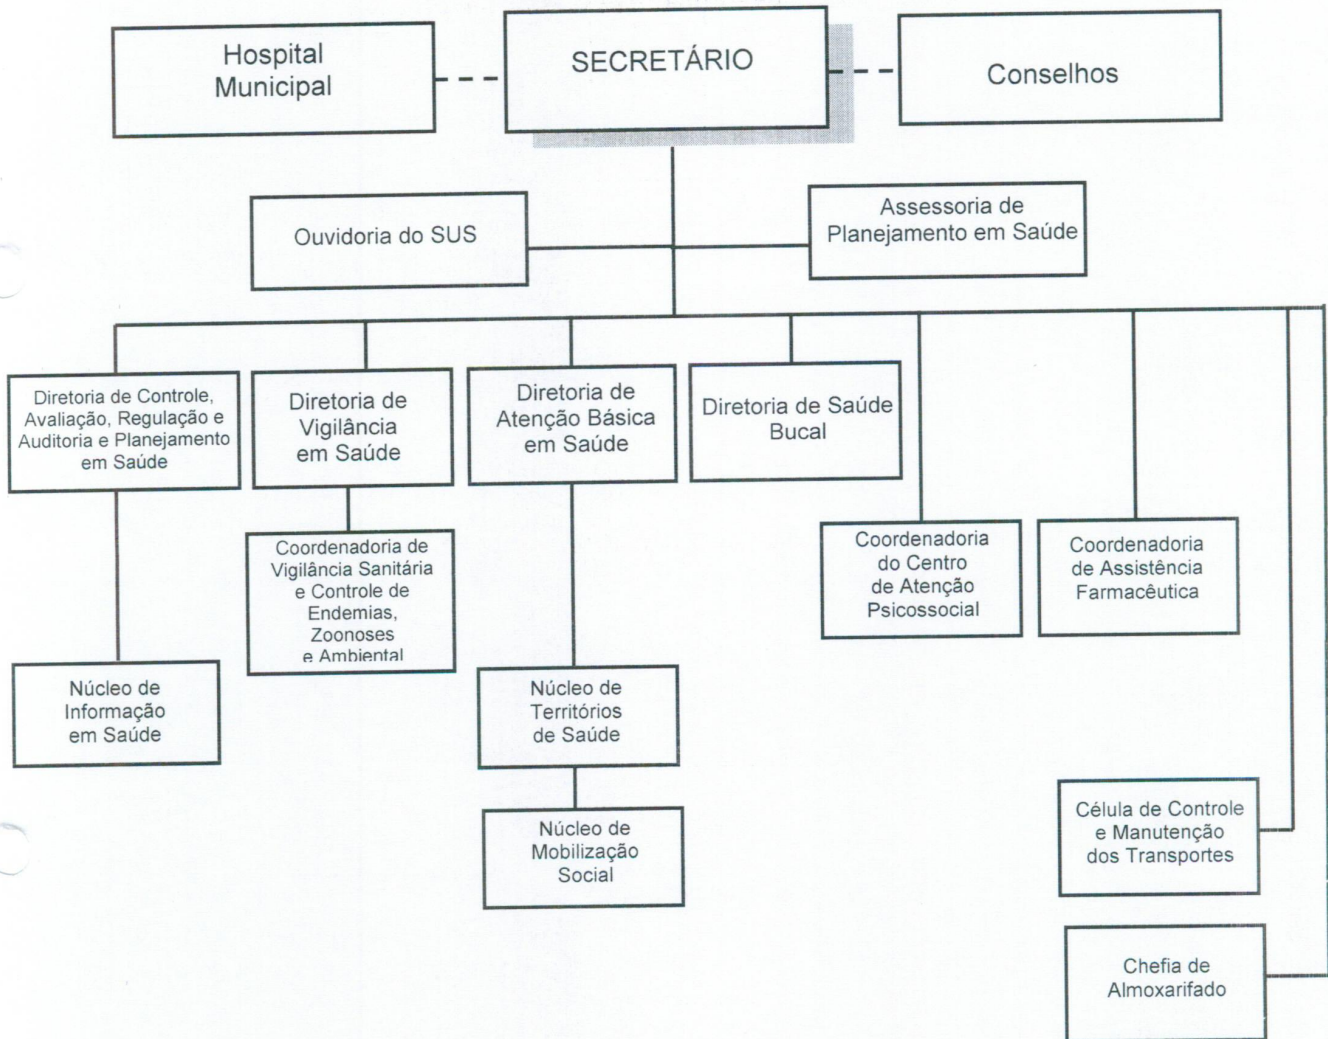 Hospital
Municipal
SECRETÁRIO
Conselhos
Ouvidoria do SUS
Assessoria de
Planejamento em Saúde
Diretoria de Controle,
Avaliação, Regulação e
Auditoria e Planejamento
em Saúde
Diretoria de
Vigilância
em Saúde
Diretoria de
Atenção Básica
em Saúde
Diretoria de Saúde
Bucal
Coordenadoria de
Vigilância Sanitária
e Controle de
Endemias,
Zoonoses
e Ambiental
Coordenadoria
do Centro
de Atenção
Psicossocial
Coordenadoria
de Assistência
Farmacêutica
Núcleo de
Informação
em Saúde
Núcleo de
Territórios
de Saúde
Núcleo de
Mobilização
Social
Célula de Controle
e Manutenção
dos Transportes
Chefia de
Almoxarifado